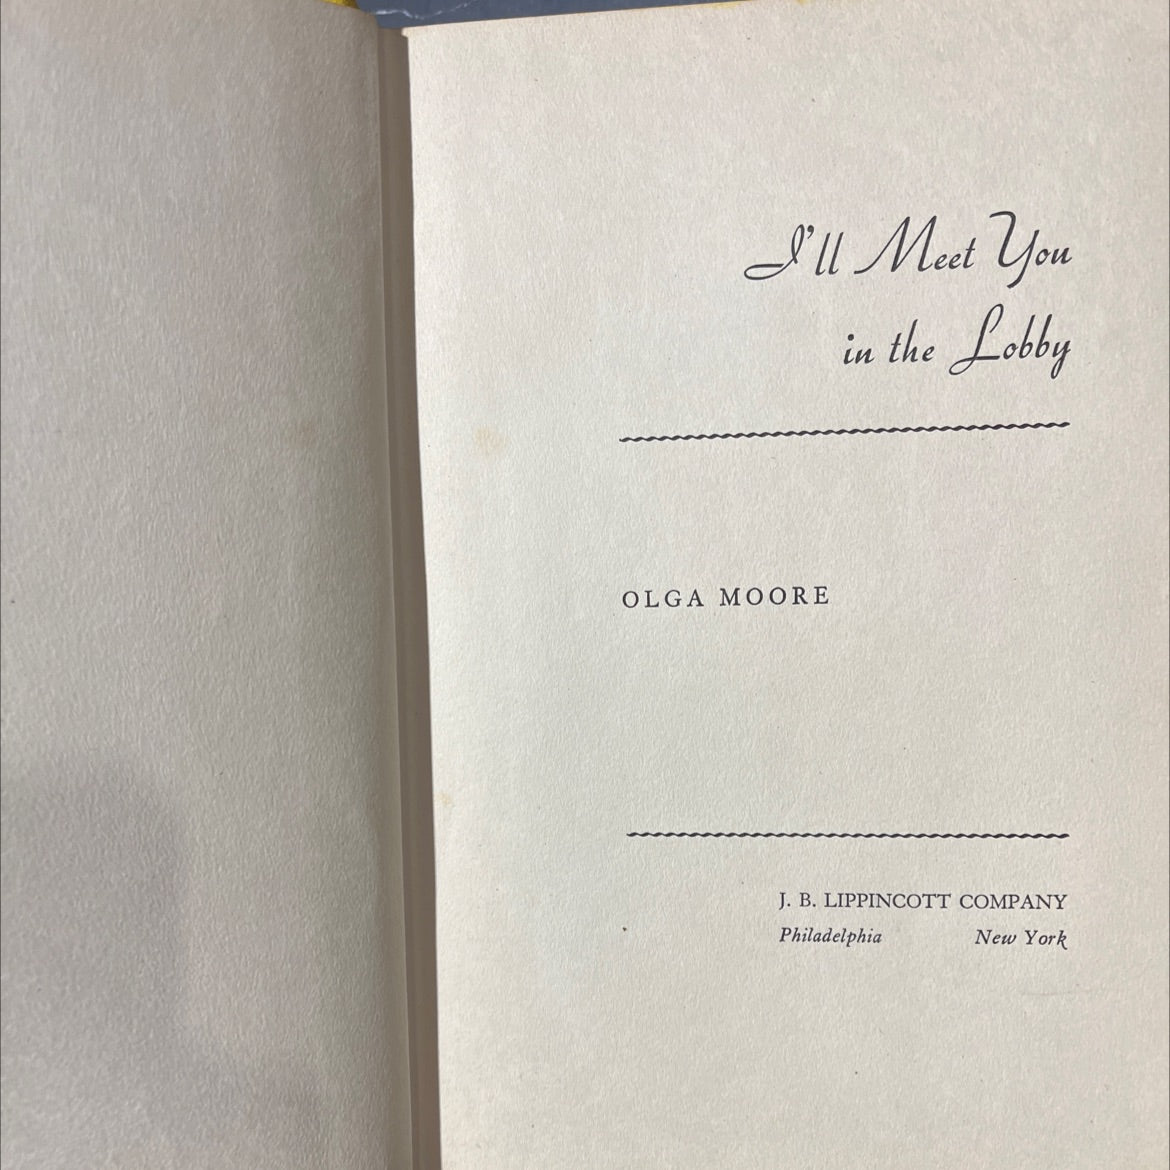 I'll Meet You
in the Lobby
OLGA MOORE
J. B. LIPPINCOTT COMPANY
Philadelphia New York